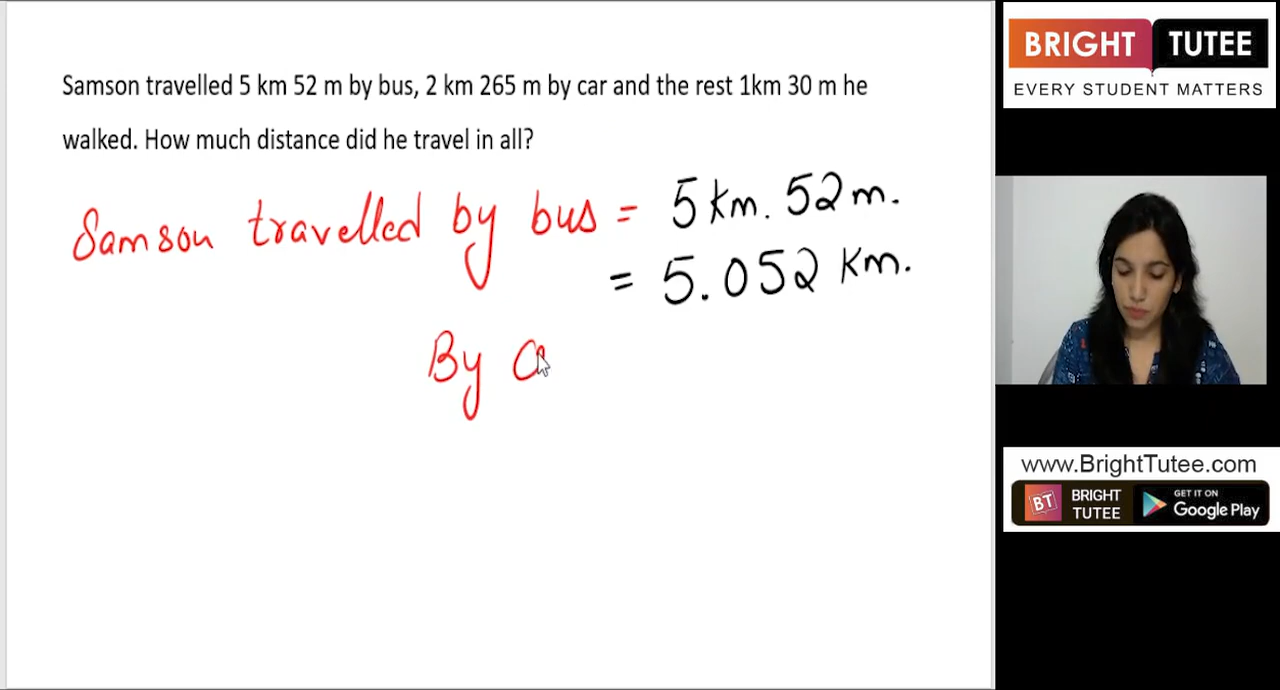 Samson travelled 5 km 52 m by bus, 2 km 265 m by car and the rest 1km 30 m he
walked. How much distance did he travel in all?
Samson travelled by bus = 5 km. 52 m.
= 5.052 km.
By ca
BRIGHT TUTEE
EVERY STUDENT MATTERS
www.BrightTutee.com
BT BRIGHT TUTEE
GET IT ON
Google Play